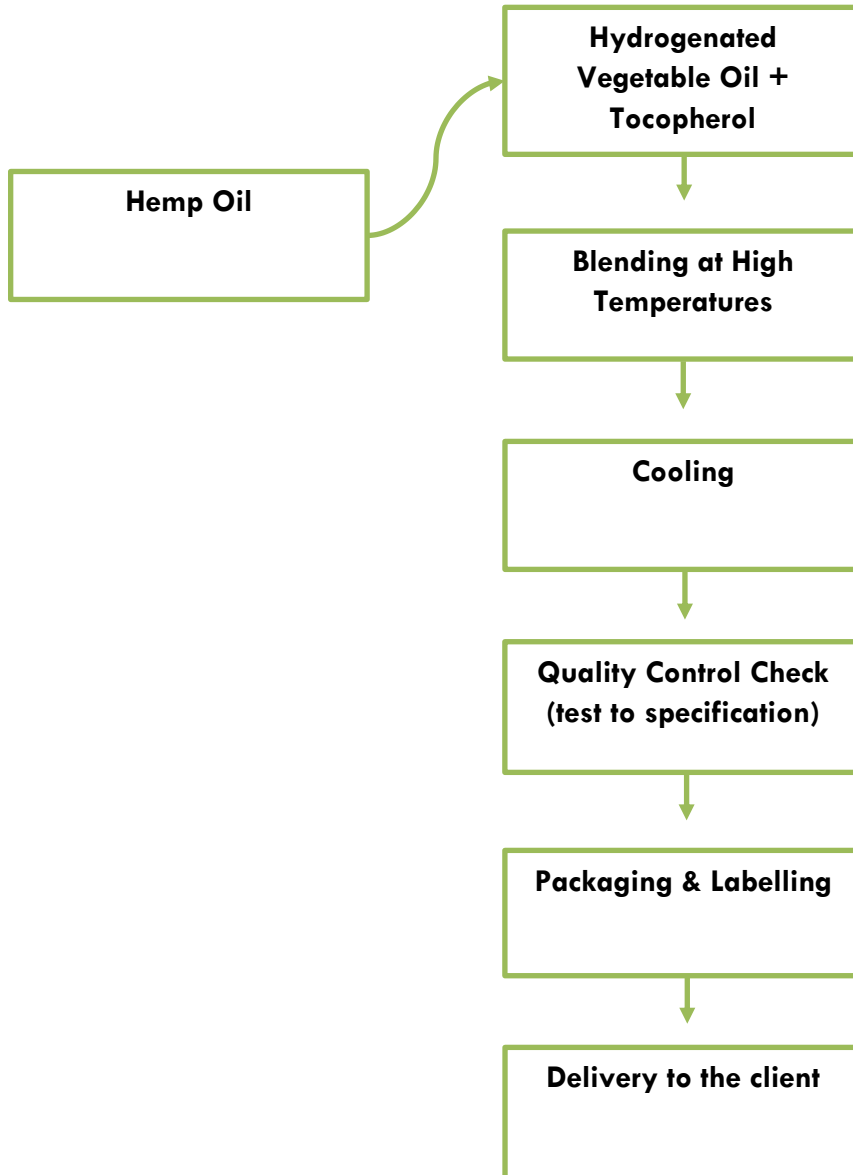 Hydrogenated
Vegetable Oil +
Tocopherol
Hemp Oil
Blending at High
Temperatures
Cooling
Quality Control Check
(test to specification)
Packaging & Labelling
Delivery to the client